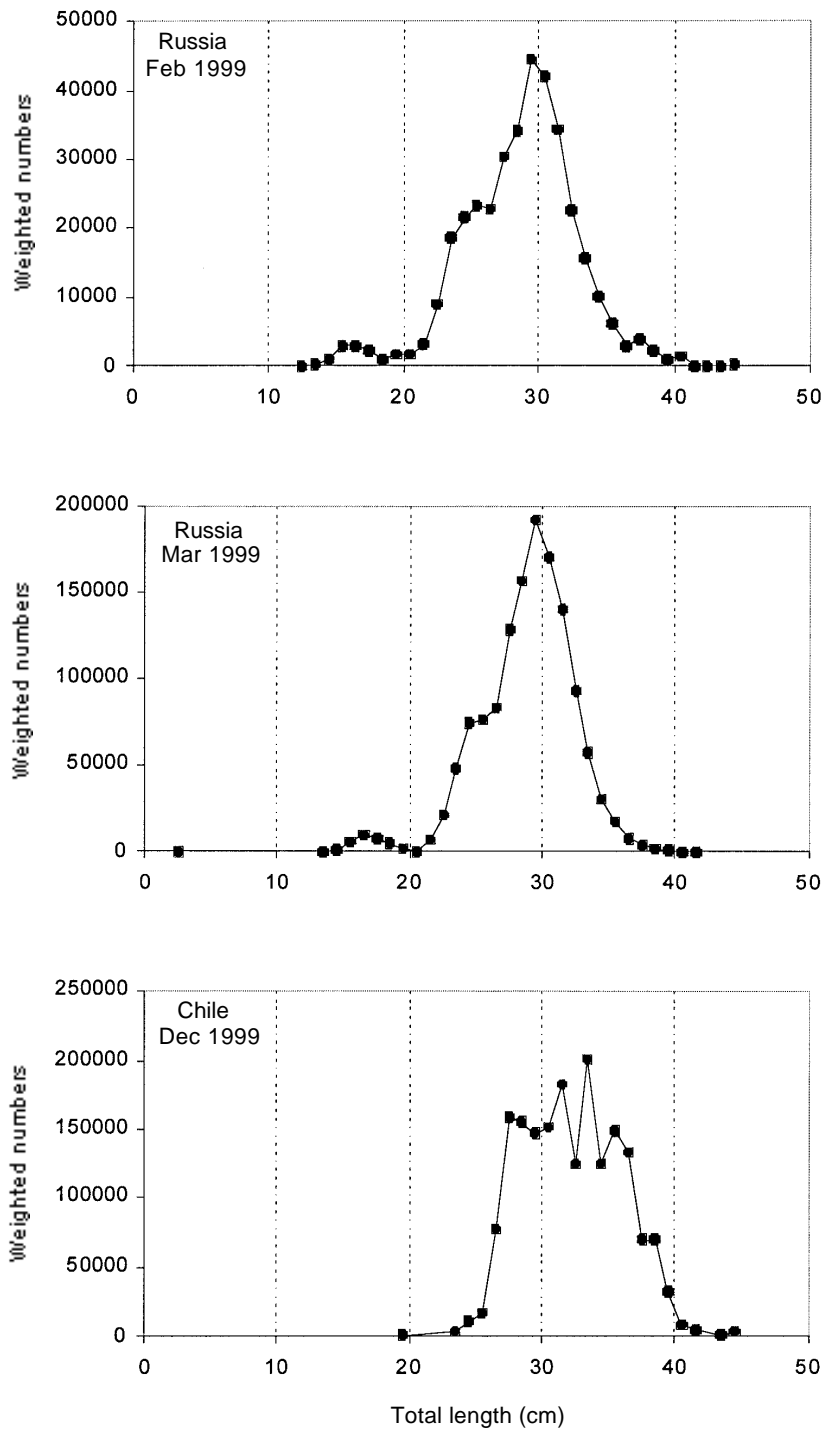 50000
40000
30000
20000
10000
0
Weighted numbers
Russia
Feb 1999
0 10 20 30 40 50
200000
150000
100000
50000
0
Weighted numbers
Russia
Mar 1999
0 10 20 30 40 50
250000
200000
150000
100000
50000
0
Weighted numbers
Chile
Dec 1999
0 10 20 30 40 50
Total length (cm)